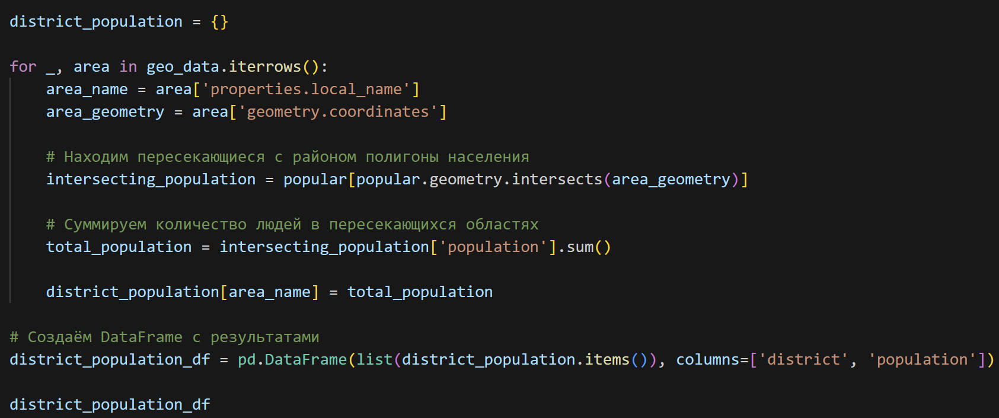 district_population = {}
for _, area in geo_data.iterrows():
    area_name = area['properties.local_name']
    area_geometry = area['geometry.coordinates']
    # Находим пересекающиеся с районом полигоны населения
    intersecting_population = popular[popular.geometry.intersects(area_geometry)]
    # Суммируем количество людей в пересекающихся областях
    total_population = intersecting_population['population'].sum()
    district_population[area_name] = total_population
# Создаём DataFrame с результатами
district_population_df = pd.DataFrame(list(district_population.items()), columns=['district', 'population'])
district_population_df